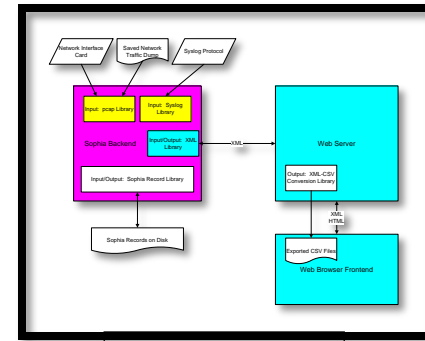 Network Interface
Card
Saved Network
Traffic Dump
Syslog Protocol
Input: pcap Library
Input: Syslog
Library
Sophia Backend
Input/Output: XML
Library
XML
Web Server
Input/Output: Sophia Record Library
Output: XML-CSV
Conversion Library
XML
HTML
Sophia Records on Disk
Exported CSV Files
Web Browser Frontend